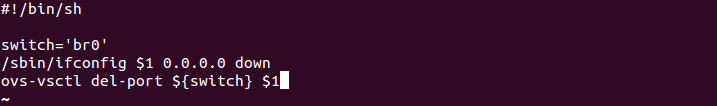 #!/bin/sh

switch='br0'
/sbin/ifconfig $1 0.0.0.0 down
ovs-vsctl del-port ${switch} $1
~